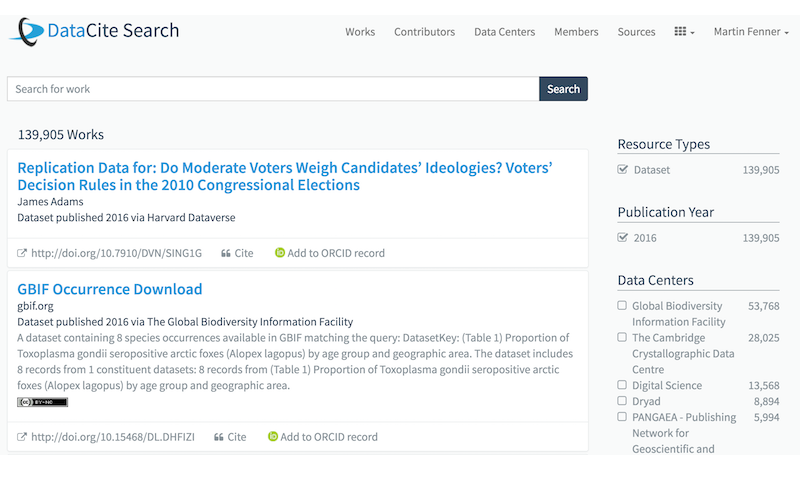 DataCite Search
Works Contributors Data Centers Members Sources Martin Fenner
Search for work Search
139,905 Works
Replication Data for: Do Moderate Voters Weigh Candidates’ Ideologies? Voters’
Decision Rules in the 2010 Congressional Elections
James Adams
Dataset published 2016 via Harvard Dataverse
http://doi.org/10.7910/DVN/SING1G Cite iD Add to ORCID record
GBIF Occurrence Download
gbif.org
Dataset published 2016 via The Global Biodiversity Information Facility
A dataset containing 8 species occurrences available in GBIF matching the query: DatasetKey: (Table 1) Proportion of
Toxoplasma gondii seropositive arctic foxes (Alopex lagopus) by age group and geographic area. The dataset includes
8 records from 1 constituent datasets: 8 records from (Table 1) Proportion of Toxoplasma gondii seropositive arctic
foxes (Alopex lagopus) by age group and geographic area.
cc BY-NC
http://doi.org/10.15468/DL.DHFIZI Cite iD Add to ORCID record
Resource Types
Dataset 139,905
Publication Year
2016 139,905
Data Centers
Global Biodiversity 53,768
Information Facility
The Cambridge 28,025
Crystallographic Data
Centre
Digital Science 13,568
Dryad 8,894
PANGAEA - Publishing 5,994
Network for
Geoscientific and